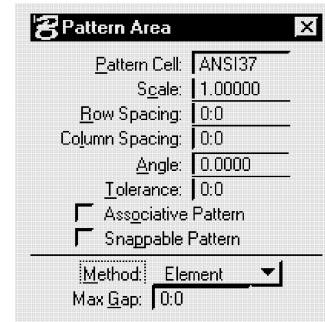 Pattern Area
Pattern Cell: ANSI37
Scale: 1.00000
Row Spacing: 0:0
Column Spacing: 0:0
Angle: 0.0000
Tolerance: 0:0
Associative Pattern
Snappable Pattern
Method: Element
Max Gap: 0:0